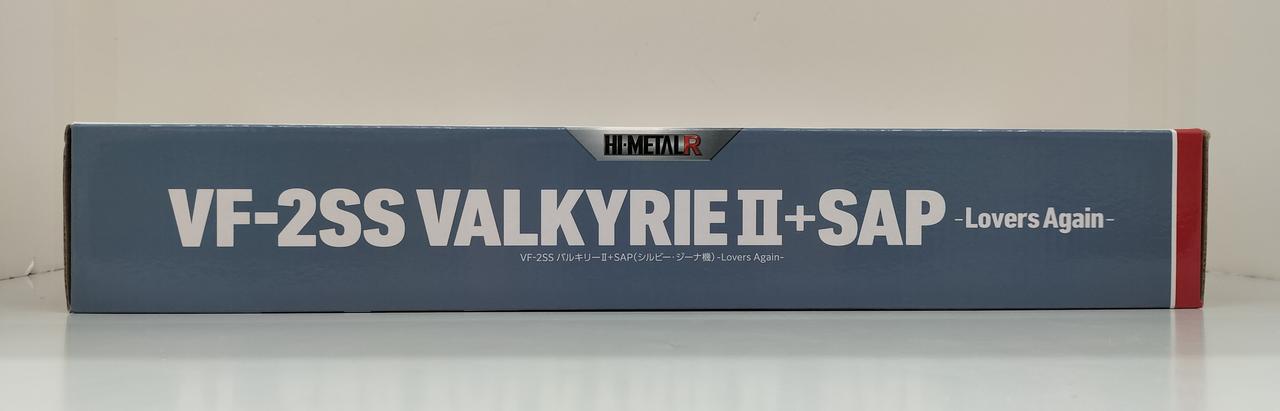 HI-METAL R
VF-2SS VALKYRIE II+SAP -Lovers Again-
VF-2SS バルキリーII+SAP(シルビー・ジーナ機) -Lovers Again-